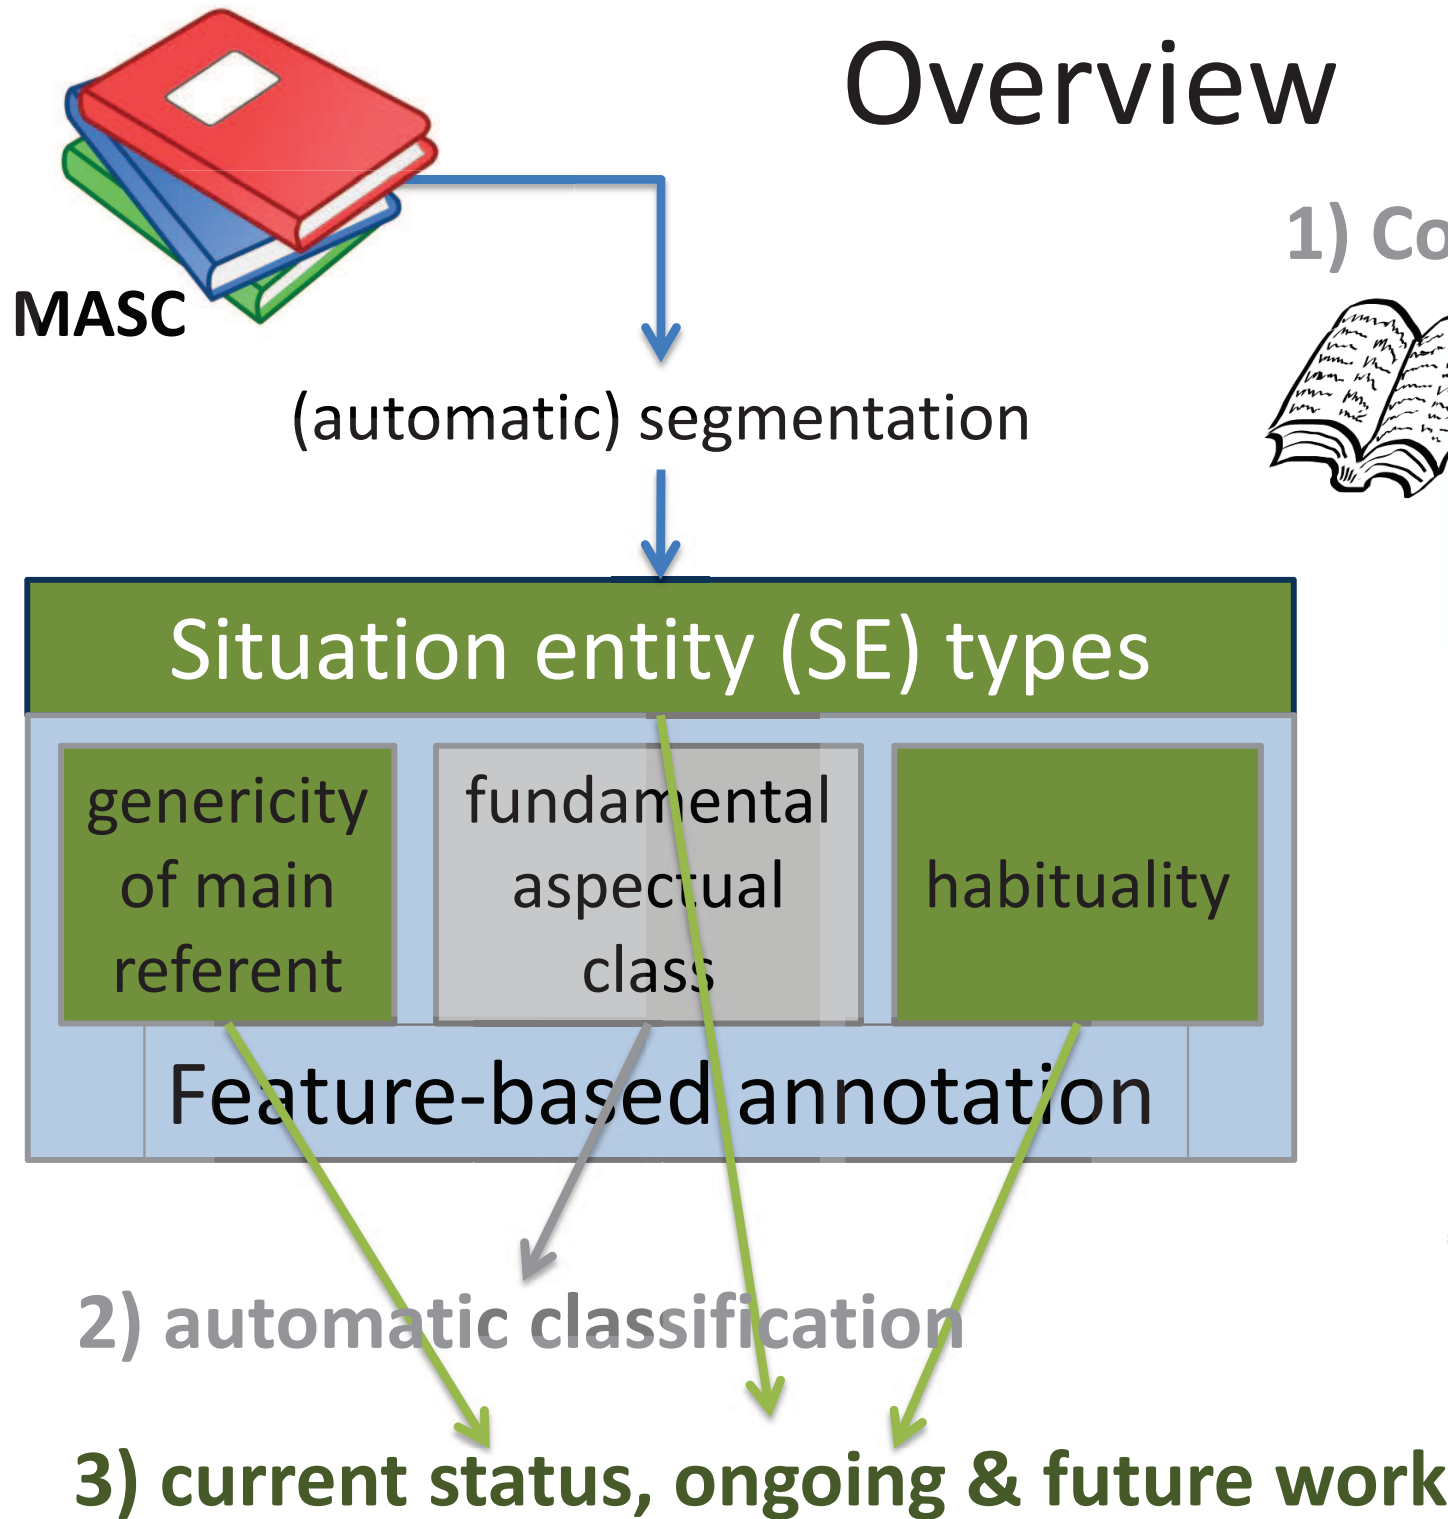 Overview
1) Co
MASC
(automatic) segmentation
Situation entity (SE) types
genericity
of main
referent
fundamental
aspectual
class
habituality
Feature-based annotation
2) automatic classification
3) current status, ongoing & future work